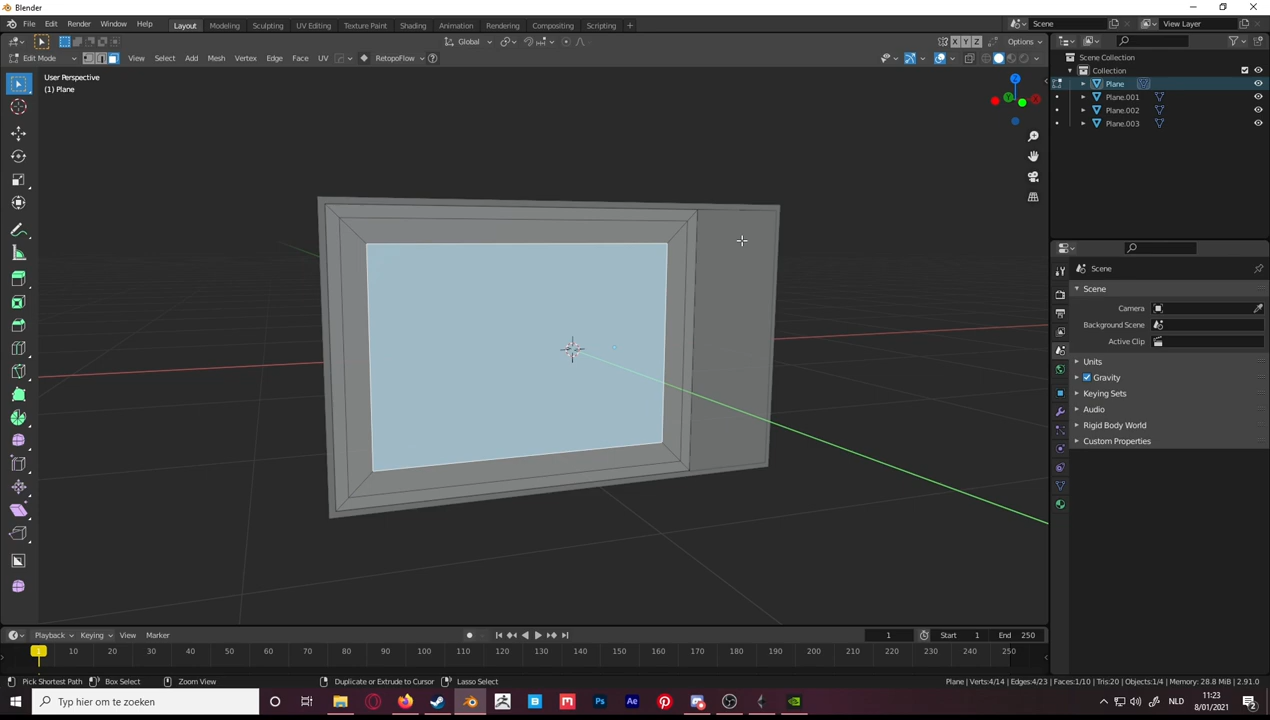 Blender
File Edit Render Window Help Layout Modeling Sculpting UV Editing Texture Paint Shading Animation Rendering Compositing Scripting + Scene View Layer
Global X Y Z Options
Edit Mode View Select Add Mesh Vertex Edge Face UV RetopoFlow
User Perspective
(1) Plane
Z
Y
Scene Collection
Collection
Plane
Plane.001
Plane.002
Plane.003
Scene
Scene
Camera
Background Scene
Active Clip
Units
Gravity
Keying Sets
Audio
Rigid Body World
Custom Properties
Playback Keying View Marker 1 Start 1 End 250
1 10 20 30 40 50 60 70 80 90 100 110 120 130 140 150 160 170 180 190 200 210 220 230 240 250
Pick Shortest Path Box Select Zoom View Duplicate or Extrude to Cursor Lasso Select Plane | Verts:4/14 | Edges:4/23 | Faces:1/10 | Tris:20 | Objects:1/4 | Memory: 28.8 MiB | 2.91.0
Typ hier om te zoeken Ps Ae NLD 11:23
8/01/2021 2